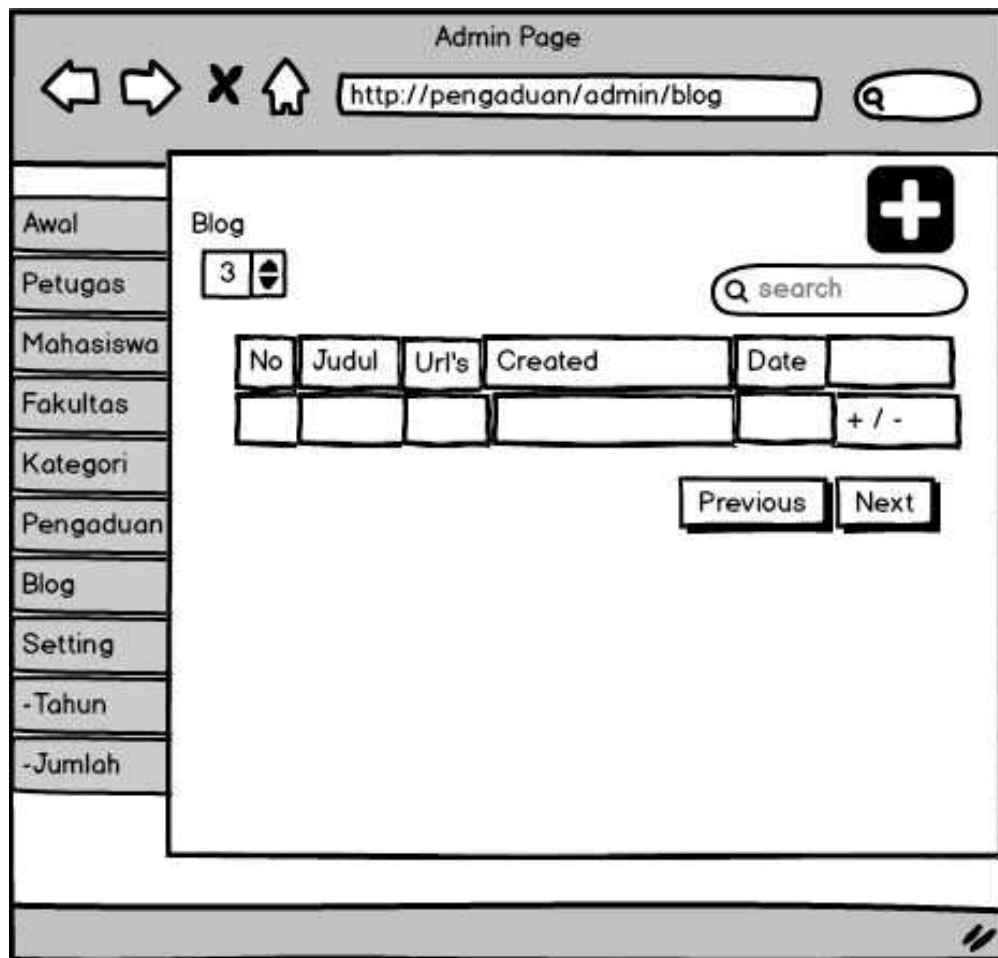 Admin Page
http://pengaduan/admin/blog
Awal
Petugas
Mahasiswa
Fakultas
Kategori
Pengaduan
Blog
Setting
-Tahun
-Jumlah
Blog
3
search
No Judul Url's Created Date
+ / -
Previous Next